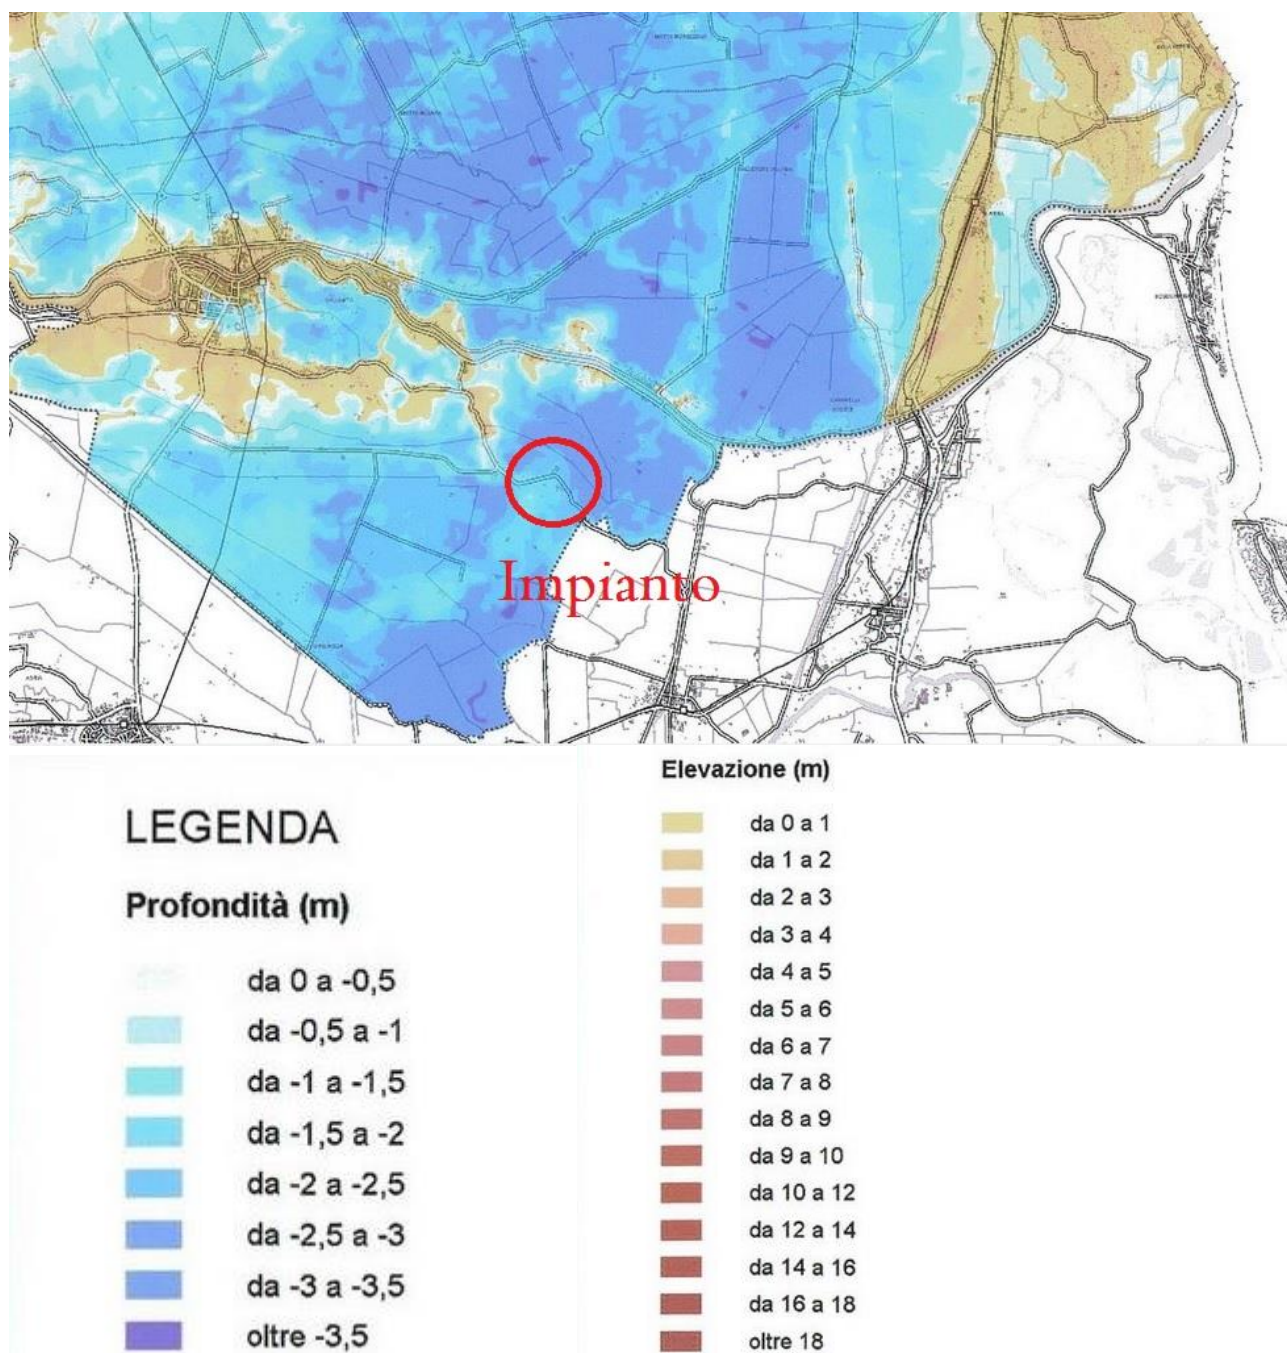 Impianto
ADRIA
LEGENDA
Profondità (m)
da 0 a -0,5
da -0,5 a -1
da -1 a -1,5
da -1,5 a -2
da -2 a -2,5
da -2,5 a -3
da -3 a -3,5
oltre -3,5
Elevazione (m)
da 0 a 1
da 1 a 2
da 2 a 3
da 3 a 4
da 4 a 5
da 5 a 6
da 6 a 7
da 7 a 8
da 8 a 9
da 9 a 10
da 10 a 12
da 12 a 14
da 14 a 16
da 16 a 18
oltre 18